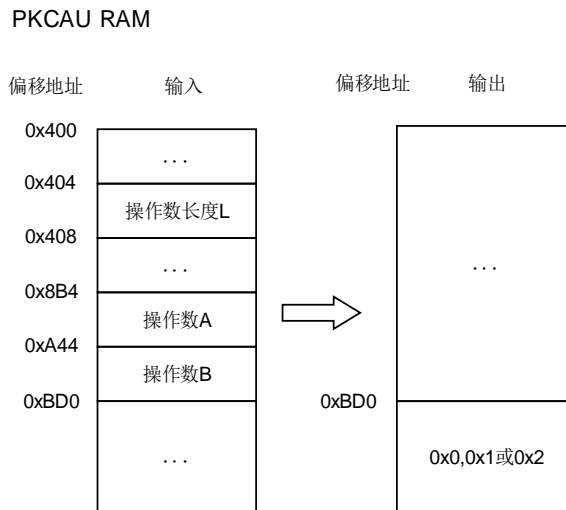 PKCAU RAM
偏移地址 输入 偏移地址 输出
0x400
...
0x404
操作数长度L
0x408
...
...
0x8B4
操作数A
0xA44
操作数B
0xBD0 0xBD0
... 0x0,0x1或0x2